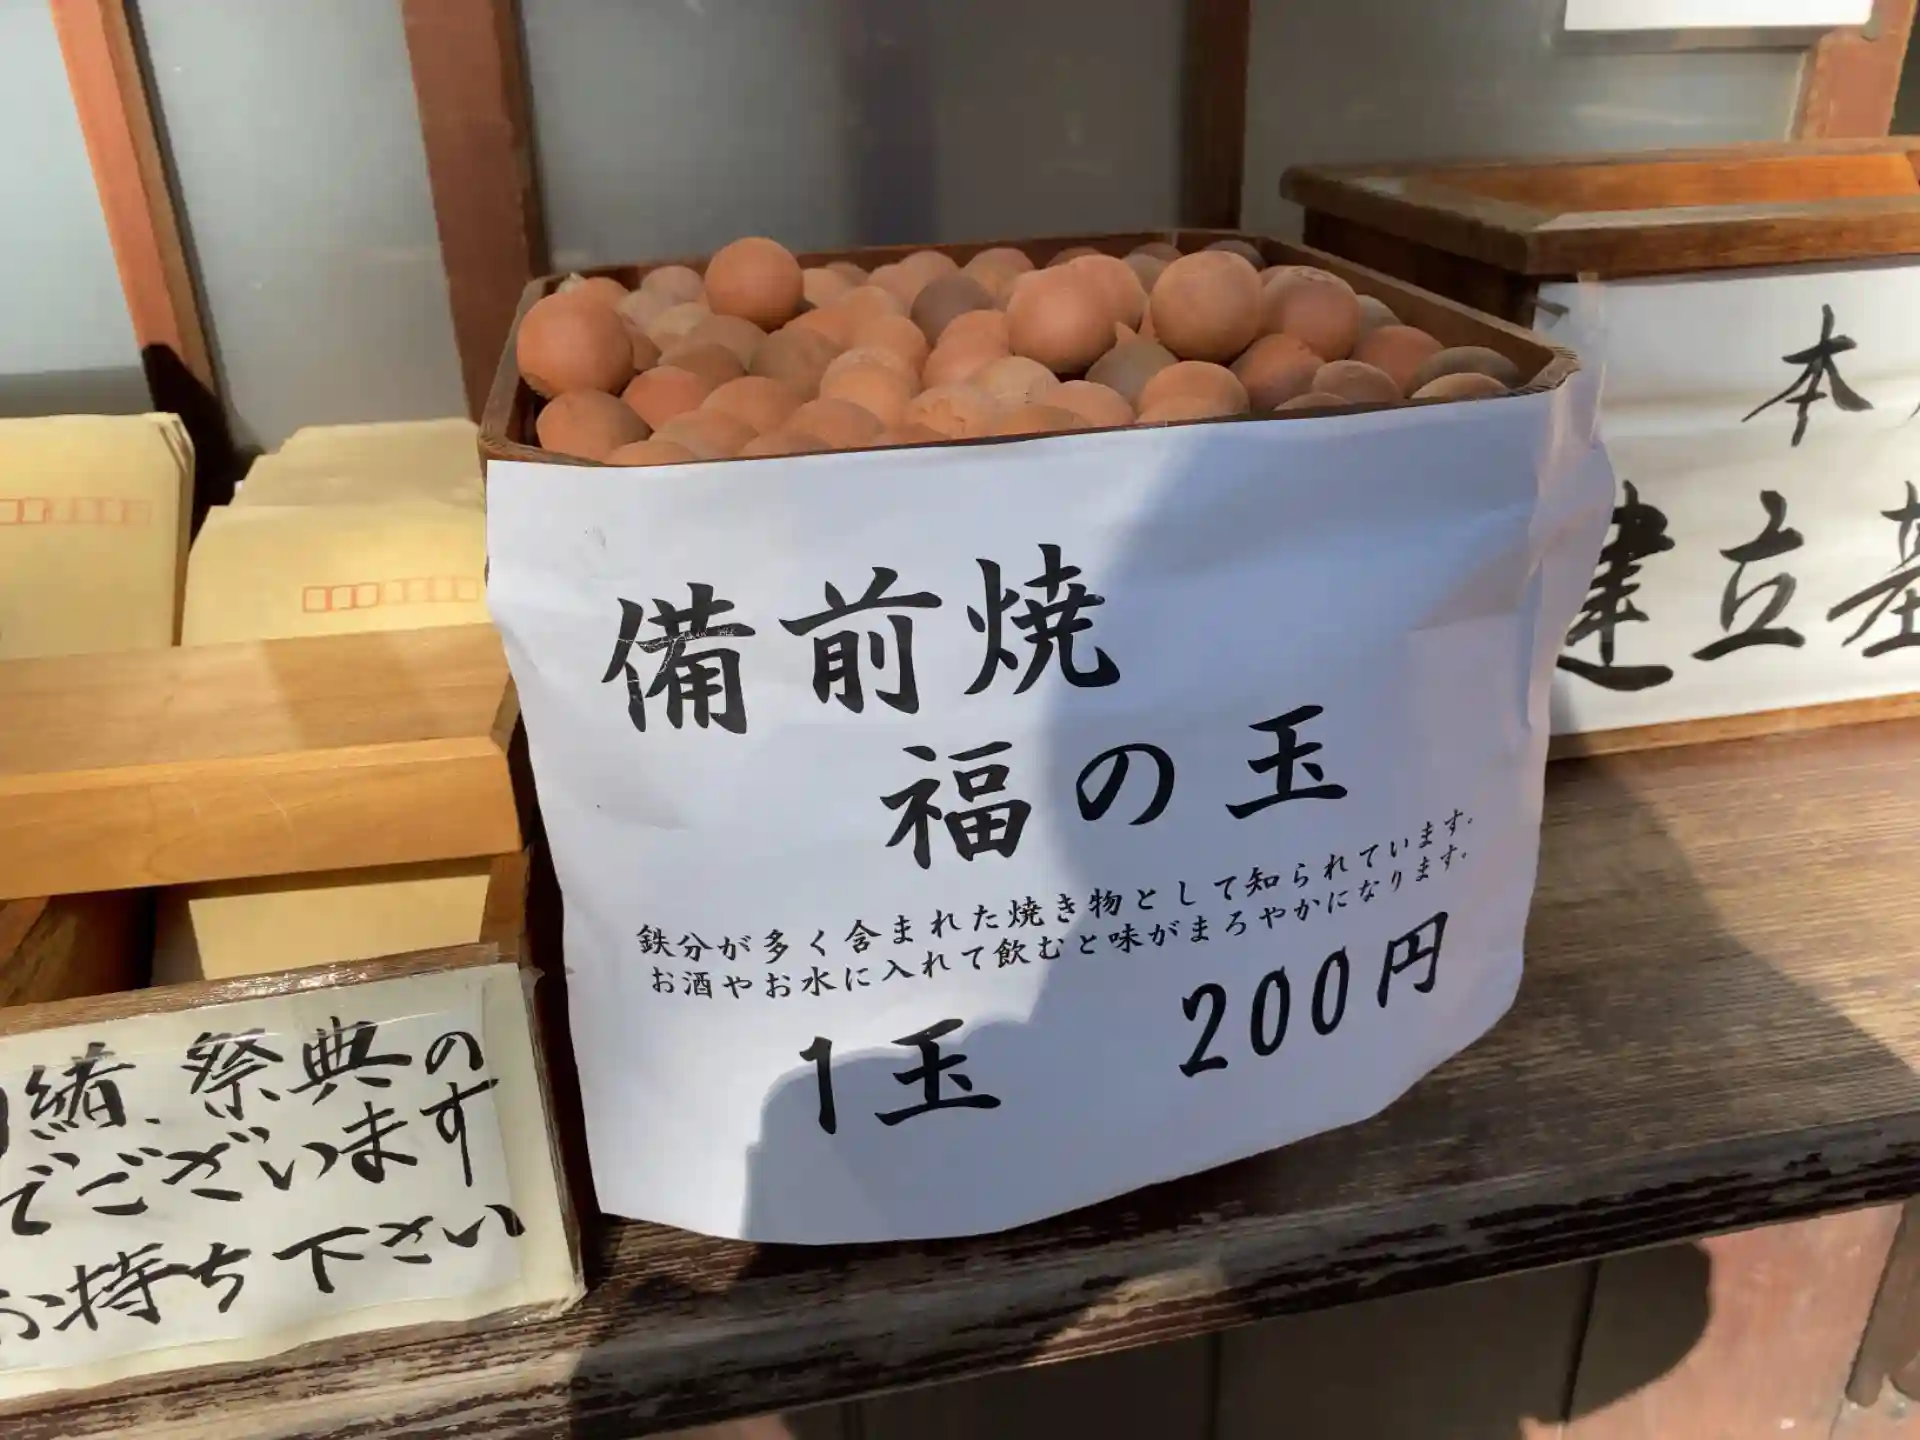 備前焼
福の玉
鉄分が多く含まれた焼き物として知られています。
お酒やお水に入れて飲むと味がまろやかになります。
1玉 200円
緒、祭典の
でございます
お持ち下さい
本
建立基